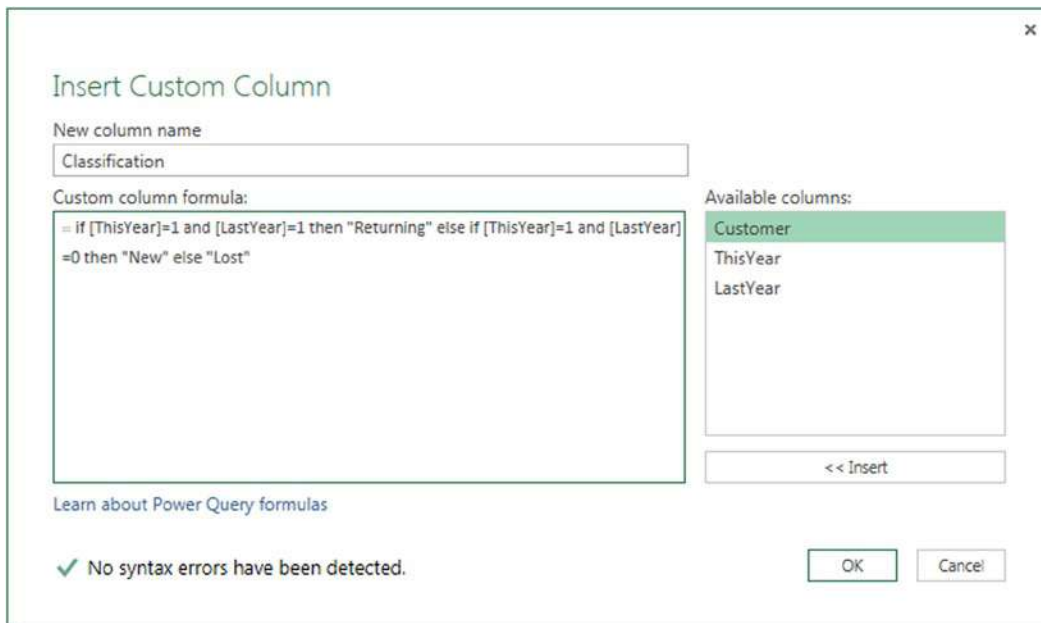 ×
Insert Custom Column
New column name
Classification
Custom column formula:
= if [ThisYear]=1 and [LastYear]=1 then "Returning" else if [ThisYear]=1 and [LastYear]
=0 then "New" else "Lost"
Available columns:
Customer
ThisYear
LastYear
<< Insert
Learn about Power Query formulas
No syntax errors have been detected.
OK
Cancel